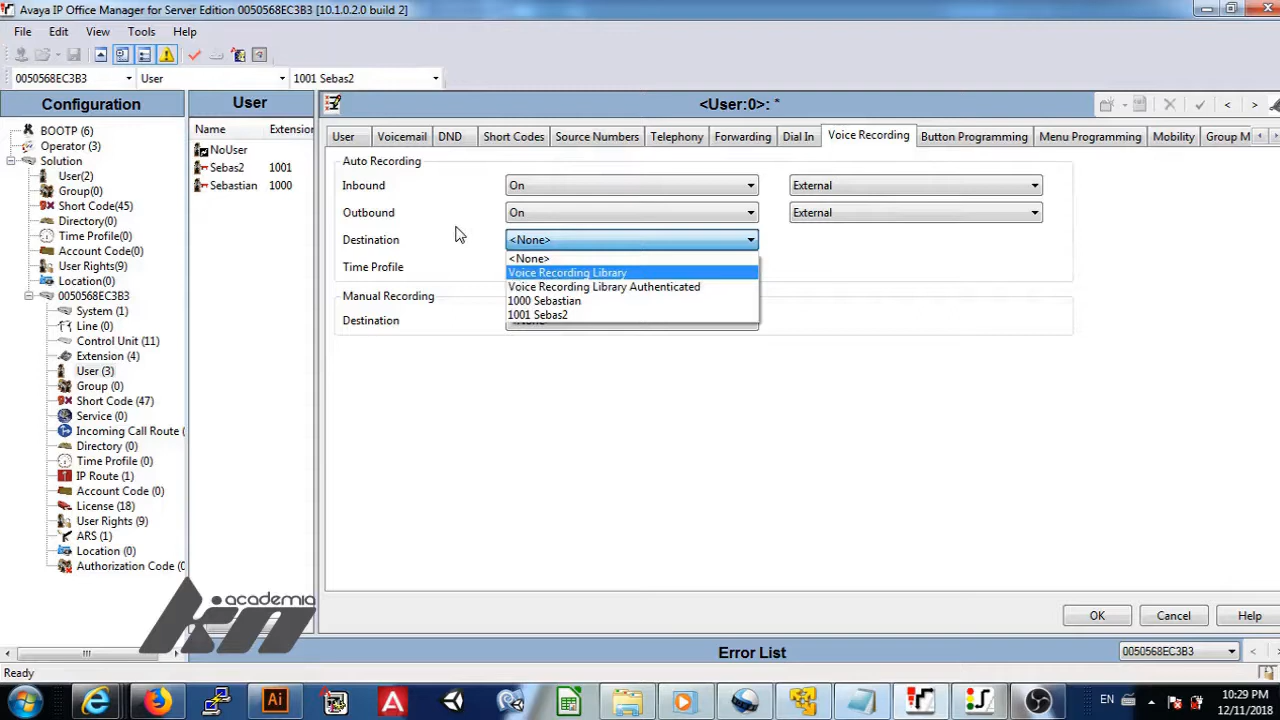 Avaya IP Office Manager for Server Edition 0050568EC3B3 [10.1.0.2.0 build 2]
File Edit View Tools Help
0050568EC3B3 User 1001 Sebas2
Configuration
BOOTP (6)
Operator (3)
Solution
User(2)
Group(0)
Short Code(45)
Directory(0)
Time Profile(0)
Account Code(0)
User Rights(9)
Location(0)
0050568EC3B3
System (1)
Line (0)
Control Unit (11)
Extension (4)
User (3)
Group (0)
Short Code (47)
Service (0)
Incoming Call Route (
Directory (0)
Time Profile (0)
IP Route (1)
Account Code (0)
License (18)
User Rights (9)
ARS (1)
Location (0)
Authorization Code (0
User
Name Extension
NoUser
Sebas2 1001
Sebastian 1000
<User:0>: *
User Voicemail DND Short Codes Source Numbers Telephony Forwarding Dial In Voice Recording Button Programming Menu Programming Mobility Group M
Auto Recording
Inbound On External
Outbound On External
Destination <None>
<None>
Voice Recording Library
Voice Recording Library Authenticated
1000 Sebastian
1001 Sebas2
Time Profile
Manual Recording
Destination <None>
OK Cancel Help
academia
kn
Error List
0050568EC3B3
Ready
EN
10:29 PM
12/11/2018